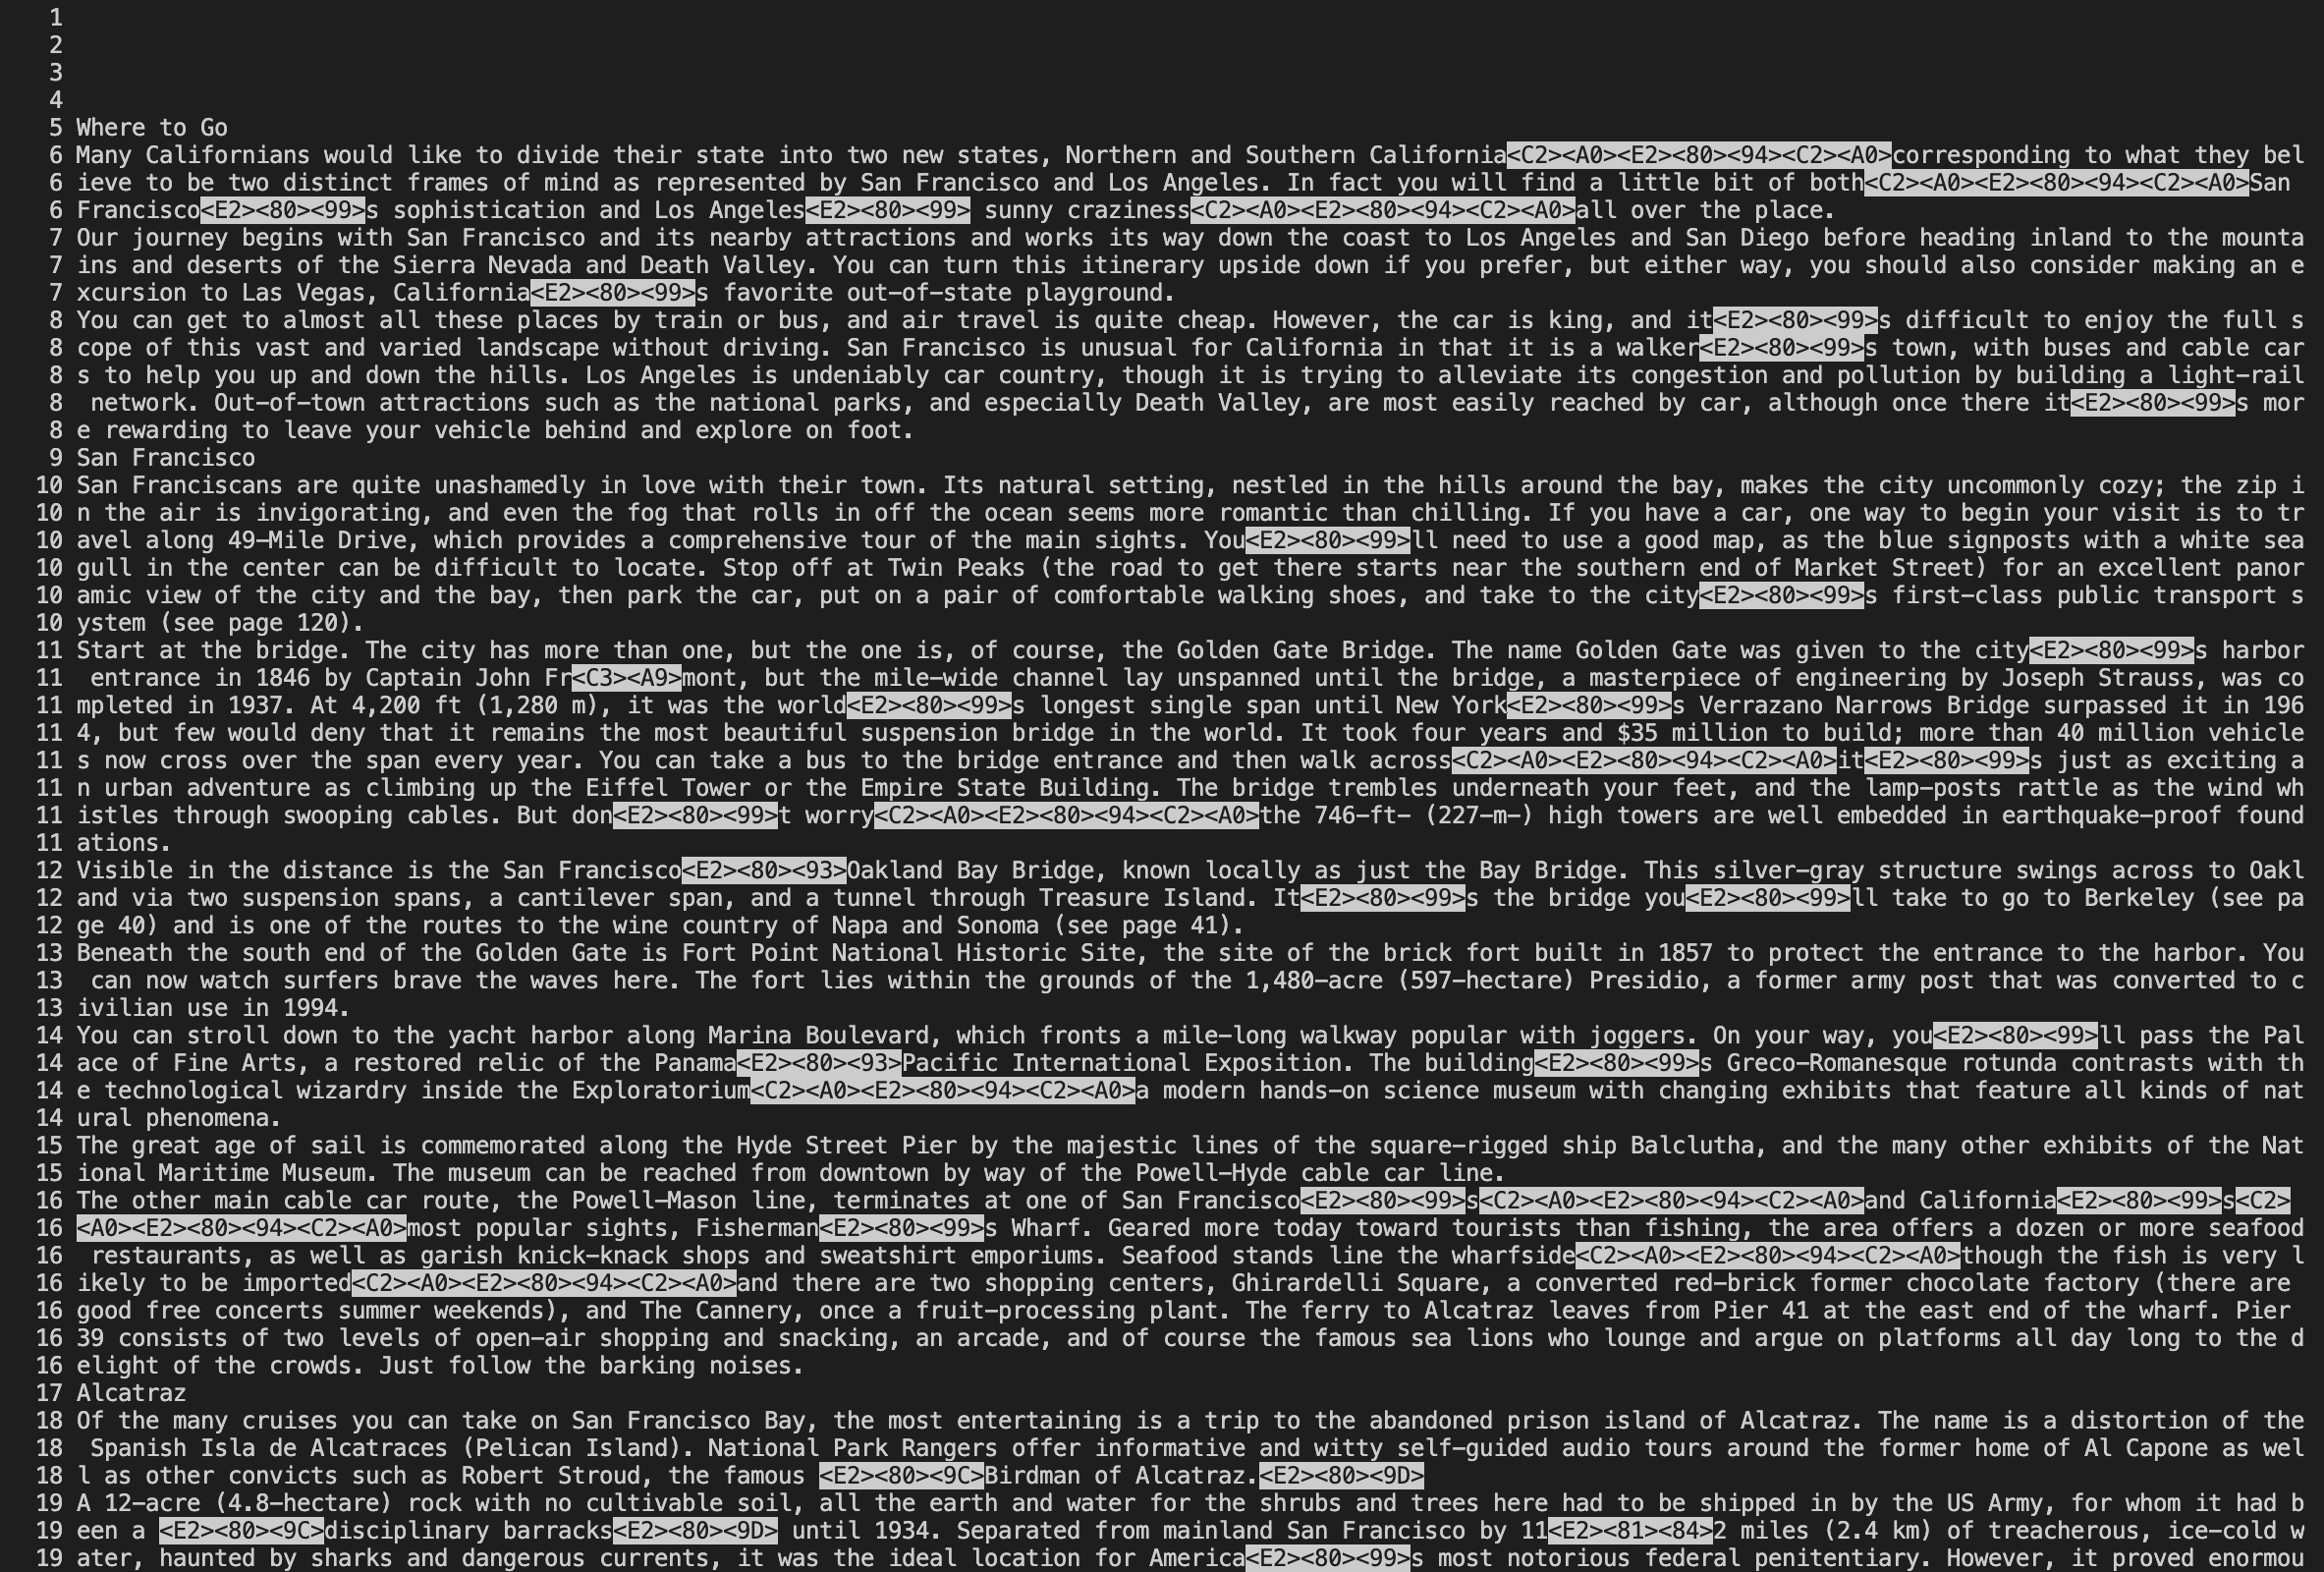 1
2
3
4
5 Where to Go
6 Many Californians would like to divide their state into two new states, Northern and Southern California<C2><A0><E2><80><94><C2><A0>corresponding to what they bel
6 ieve to be two distinct frames of mind as represented by San Francisco and Los Angeles. In fact you will find a little bit of both<C2><A0><E2><80><94><C2><A0>San
6 Francisco<E2><80><99>s sophistication and Los Angeles<E2><80><99> sunny craziness<C2><A0><E2><80><94><C2><A0>all over the place.
7 Our journey begins with San Francisco and its nearby attractions and works its way down the coast to Los Angeles and San Diego before heading inland to the mounta
7 ins and deserts of the Sierra Nevada and Death Valley. You can turn this itinerary upside down if you prefer, but either way, you should also consider making an e
7 xcursion to Las Vegas, California<E2><80><99>s favorite out-of-state playground.
8 You can get to almost all these places by train or bus, and air travel is quite cheap. However, the car is king, and it<E2><80><99>s difficult to enjoy the full s
8 cope of this vast and varied landscape without driving. San Francisco is unusual for California in that it is a walker<E2><80><99>s town, with buses and cable car
8 s to help you up and down the hills. Los Angeles is undeniably car country, though it is trying to alleviate its congestion and pollution by building a light-rail
8  network. Out-of-town attractions such as the national parks, and especially Death Valley, are most easily reached by car, although once there it<E2><80><99>s mor
8 e rewarding to leave your vehicle behind and explore on foot.
9 San Francisco
10 San Franciscans are quite unashamedly in love with their town. Its natural setting, nestled in the hills around the bay, makes the city uncommonly cozy; the zip i
10 n the air is invigorating, and even the fog that rolls in off the ocean seems more romantic than chilling. If you have a car, one way to begin your visit is to tr
10 avel along 49-Mile Drive, which provides a comprehensive tour of the main sights. You<E2><80><99>ll need to use a good map, as the blue signposts with a white sea
10 gull in the center can be difficult to locate. Stop off at Twin Peaks (the road to get there starts near the southern end of Market Street) for an excellent panor
10 amic view of the city and the bay, then park the car, put on a pair of comfortable walking shoes, and take to the city<E2><80><99>s first-class public transport s
10 ystem (see page 120).
11 Start at the bridge. The city has more than one, but the one is, of course, the Golden Gate Bridge. The name Golden Gate was given to the city<E2><80><99>s harbor
11  entrance in 1846 by Captain John Fr<C3><A9>mont, but the mile-wide channel lay unspanned until the bridge, a masterpiece of engineering by Joseph Strauss, was co
11 mpleted in 1937. At 4,200 ft (1,280 m), it was the world<E2><80><99>s longest single span until New York<E2><80><99>s Verrazano Narrows Bridge surpassed it in 196
11 4, but few would deny that it remains the most beautiful suspension bridge in the world. It took four years and $35 million to build; more than 40 million vehicle
11 s now cross over the span every year. You can take a bus to the bridge entrance and then walk across<C2><A0><E2><80><94><C2><A0>it<E2><80><99>s just as exciting a
11 n urban adventure as climbing up the Eiffel Tower or the Empire State Building. The bridge trembles underneath your feet, and the lamp-posts rattle as the wind wh
11 istles through swooping cables. But don<E2><80><99>t worry<C2><A0><E2><80><94><C2><A0>the 746-ft- (227-m-) high towers are well embedded in earthquake-proof found
11 ations.
12 Visible in the distance is the San Francisco<E2><80><93>Oakland Bay Bridge, known locally as just the Bay Bridge. This silver-gray structure swings across to Oakl
12 and via two suspension spans, a cantilever span, and a tunnel through Treasure Island. It<E2><80><99>s the bridge you<E2><80><99>ll take to go to Berkeley (see pa
12 ge 40) and is one of the routes to the wine country of Napa and Sonoma (see page 41).
13 Beneath the south end of the Golden Gate is Fort Point National Historic Site, the site of the brick fort built in 1857 to protect the entrance to the harbor. You
13  can now watch surfers brave the waves here. The fort lies within the grounds of the 1,480-acre (597-hectare) Presidio, a former army post that was converted to c
13 ivilian use in 1994.
14 You can stroll down to the yacht harbor along Marina Boulevard, which fronts a mile-long walkway popular with joggers. On your way, you<E2><80><99>ll pass the Pal
14 ace of Fine Arts, a restored relic of the Panama<E2><80><93>Pacific International Exposition. The building<E2><80><99>s Greco-Romanesque rotunda contrasts with th
14 e technological wizardry inside the Exploratorium<C2><A0><E2><80><94><C2><A0>a modern hands-on science museum with changing exhibits that feature all kinds of nat
14 ural phenomena.
15 The great age of sail is commemorated along the Hyde Street Pier by the majestic lines of the square-rigged ship Balclutha, and the many other exhibits of the Nat
15 ional Maritime Museum. The museum can be reached from downtown by way of the Powell-Hyde cable car line.
16 The other main cable car route, the Powell-Mason line, terminates at one of San Francisco<E2><80><99>s<C2><A0><E2><80><94><C2><A0>and California<E2><80><99>s<C2>
16 <A0><E2><80><94><C2><A0>most popular sights, Fisherman<E2><80><99>s Wharf. Geared more today toward tourists than fishing, the area offers a dozen or more seafood
16  restaurants, as well as garish knick-knack shops and sweatshirt emporiums. Seafood stands line the wharfside<C2><A0><E2><80><94><C2><A0>though the fish is very l
16 ikely to be imported<C2><A0><E2><80><94><C2><A0>and there are two shopping centers, Ghirardelli Square, a converted red-brick former chocolate factory (there are
16 good free concerts summer weekends), and The Cannery, once a fruit-processing plant. The ferry to Alcatraz leaves from Pier 41 at the east end of the wharf. Pier
16 39 consists of two levels of open-air shopping and snacking, an arcade, and of course the famous sea lions who lounge and argue on platforms all day long to the d
16 elight of the crowds. Just follow the barking noises.
17 Alcatraz
18 Of the many cruises you can take on San Francisco Bay, the most entertaining is a trip to the abandoned prison island of Alcatraz. The name is a distortion of the
18  Spanish Isla de Alcatraces (Pelican Island). National Park Rangers offer informative and witty self-guided audio tours around the former home of Al Capone as wel
18 l as other convicts such as Robert Stroud, the famous <E2><80><9C>Birdman of Alcatraz.<E2><80><9D>
19 A 12-acre (4.8-hectare) rock with no cultivable soil, all the earth and water for the shrubs and trees here had to be shipped in by the US Army, for whom it had b
19 een a <E2><80><9C>disciplinary barracks<E2><80><9D> until 1934. Separated from mainland San Francisco by 11<E2><81><84>2 miles (2.4 km) of treacherous, ice-cold w
19 ater, haunted by sharks and dangerous currents, it was the ideal location for America<E2><80><99>s most notorious federal penitentiary. However, it proved enormou